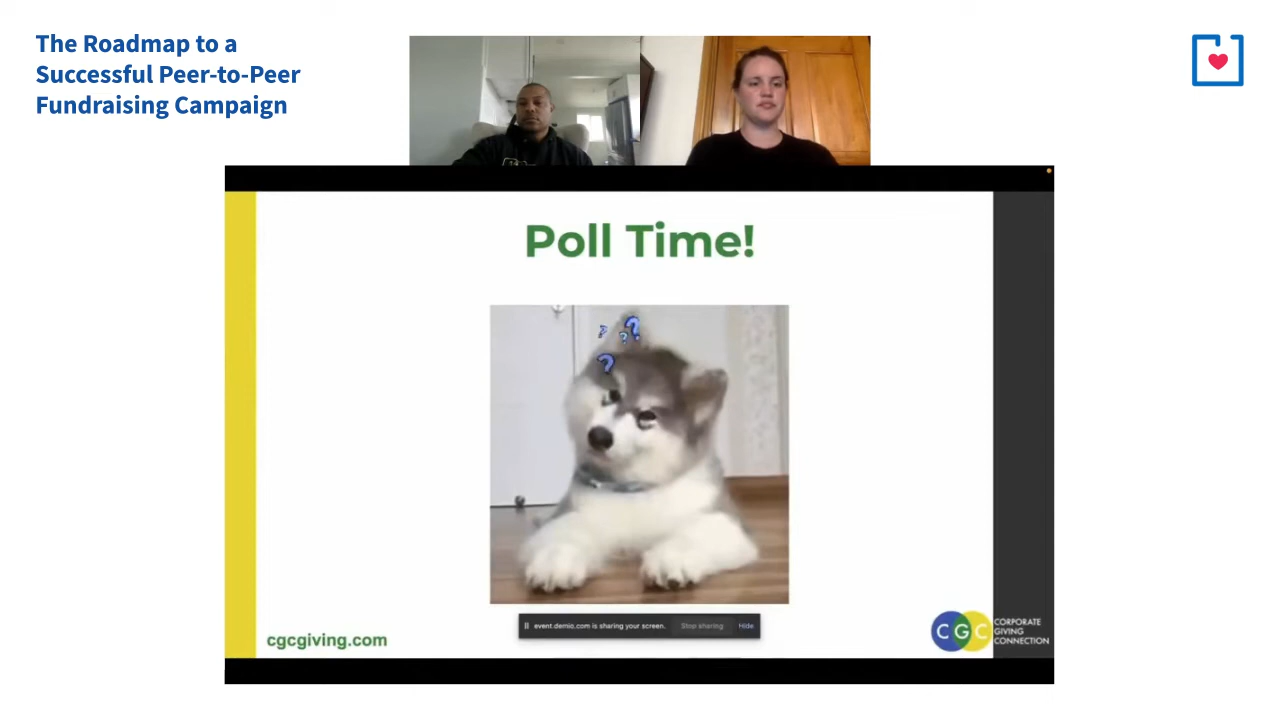 The Roadmap to a
Successful Peer-to-Peer
Fundraising Campaign
Poll Time!
? ? ?
?
event.demio.com is sharing your screen. Stop sharing Hide
cgcgiving.com
CGC
CORPORATE
GIVING
CONNECTION